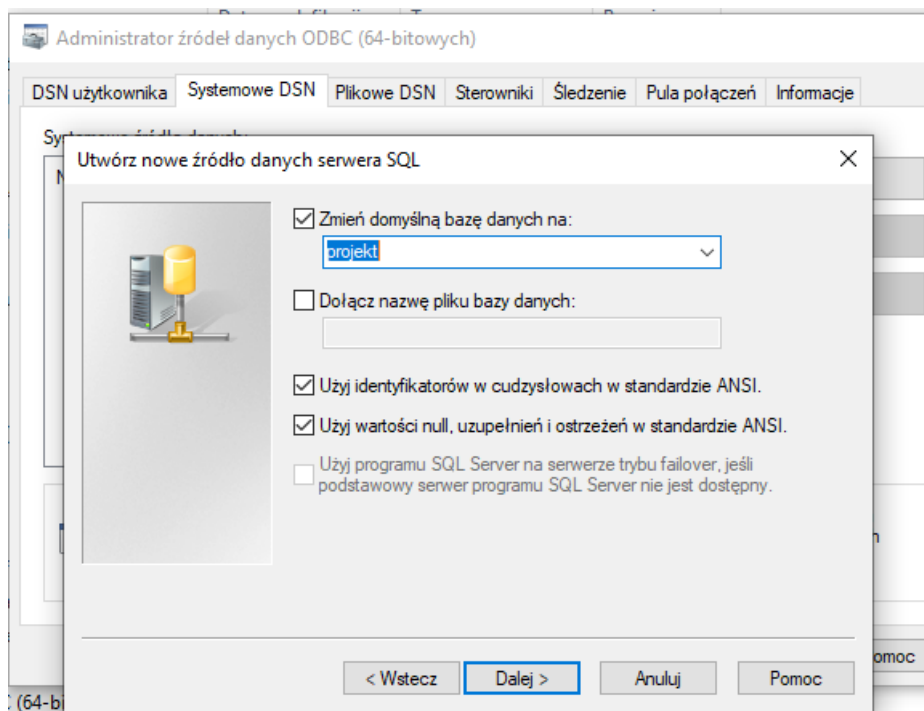 Administrator źródeł danych ODBC (64-bitowych)
DSN użytkownika Systemowe DSN Plikowe DSN Sterowniki Śledzenie Pula połączeń Informacje
Utwórz nowe źródło danych serwera SQL
Zmień domyślną bazę danych na:
projekt
Dołącz nazwę pliku bazy danych:
Użyj identyfikatorów w cudzysłowach w standardzie ANSI.
Użyj wartości null, uzupełnień i ostrzeżeń w standardzie ANSI.
Użyj programu SQL Server na serwerze trybu failover, jeśli
podstawowy serwer programu SQL Server nie jest dostępny.
< Wstecz Dalej > Anuluj Pomoc
omoc
(64-bi